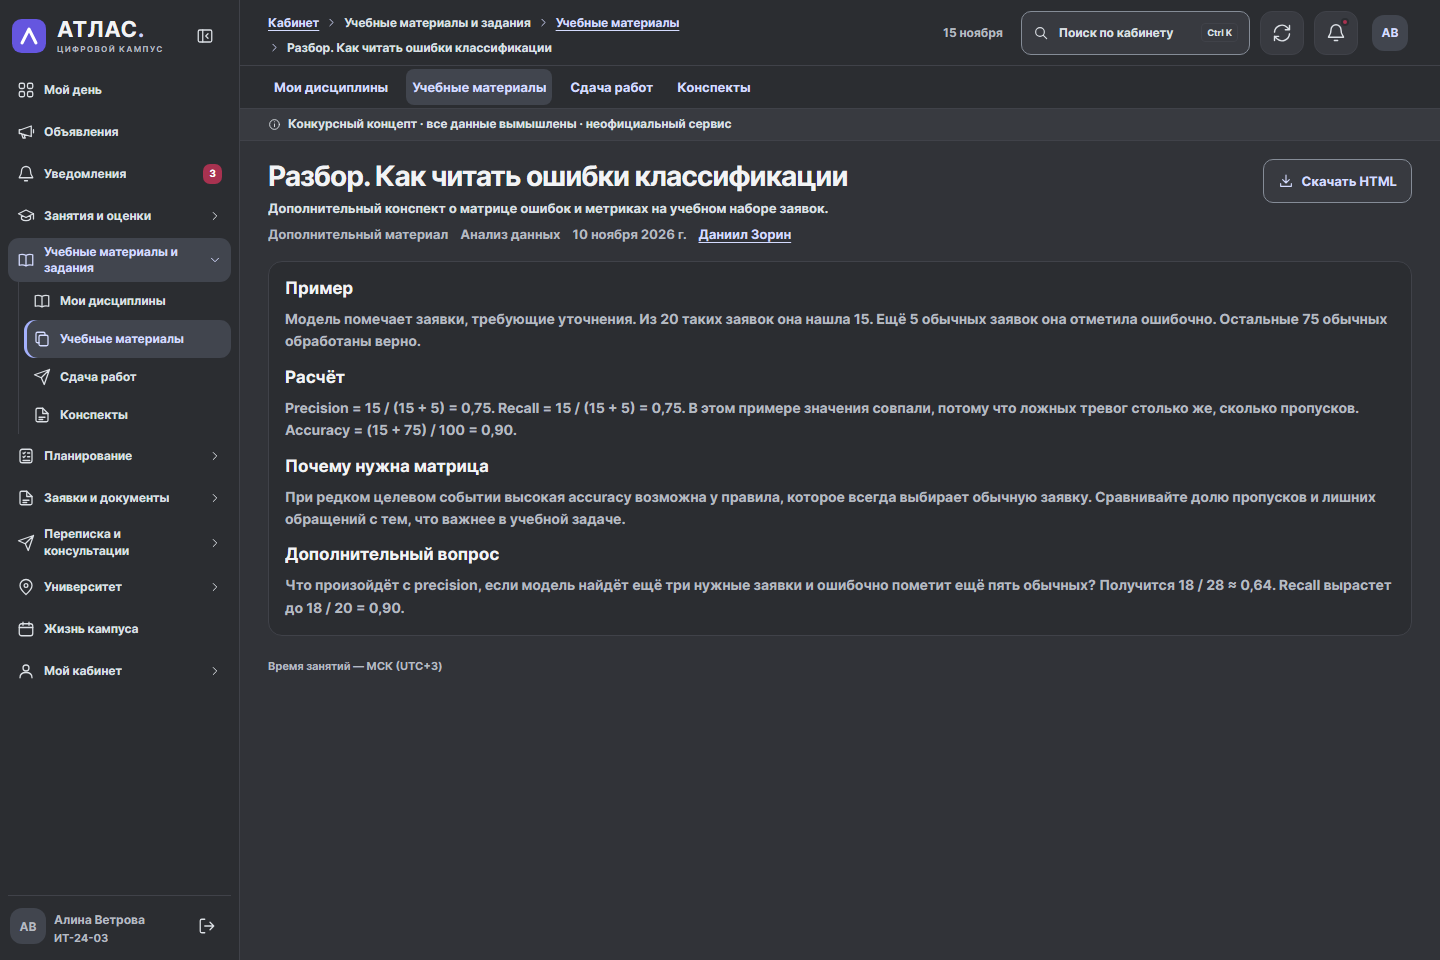 АТЛАС.
ЦИФРОВОЙ КАМПУС
Мой день
Объявления
Уведомления 3
Занятия и оценки
Учебные материалы и
задания
Мои дисциплины
Учебные материалы
Сдача работ
Конспекты
Планирование
Заявки и документы
Переписка и
консультации
Университет
Жизнь кампуса
Мой кабинет
АВ
Алина Ветрова
ИТ-24-03
Кабинет > Учебные материалы и задания > Учебные материалы
> Разбор. Как читать ошибки классификации
15 ноября
Поиск по кабинету Ctrl K
АВ
Мои дисциплины Учебные материалы Сдача работ Конспекты
Конкурсный концепт · все данные вымышлены · неофициальный сервис
Разбор. Как читать ошибки классификации
Скачать HTML
Дополнительный конспект о матрице ошибок и метриках на учебном наборе заявок.
Дополнительный материал Анализ данных 10 ноября 2026 г. Даниил Зорин
Пример
Модель помечает заявки, требующие уточнения. Из 20 таких заявок она нашла 15. Ещё 5 обычных заявок она отметила ошибочно. Остальные 75 обычных
обработаны верно.
Расчёт
Precision = 15 / (15 + 5) = 0,75. Recall = 15 / (15 + 5) = 0,75. В этом примере значения совпали, потому что ложных тревог столько же, сколько пропусков.
Accuracy = (15 + 75) / 100 = 0,90.
Почему нужна матрица
При редком целевом событии высокая accuracy возможна у правила, которое всегда выбирает обычную заявку. Сравнивайте долю пропусков и лишних
обращений с тем, что важнее в учебной задаче.
Дополнительный вопрос
Что произойдёт с precision, если модель найдёт ещё три нужные заявки и ошибочно пометит ещё пять обычных? Получится 18 / 28 ≈ 0,64. Recall вырастет
до 18 / 20 = 0,90.
Время занятий — МСК (UTC+3)